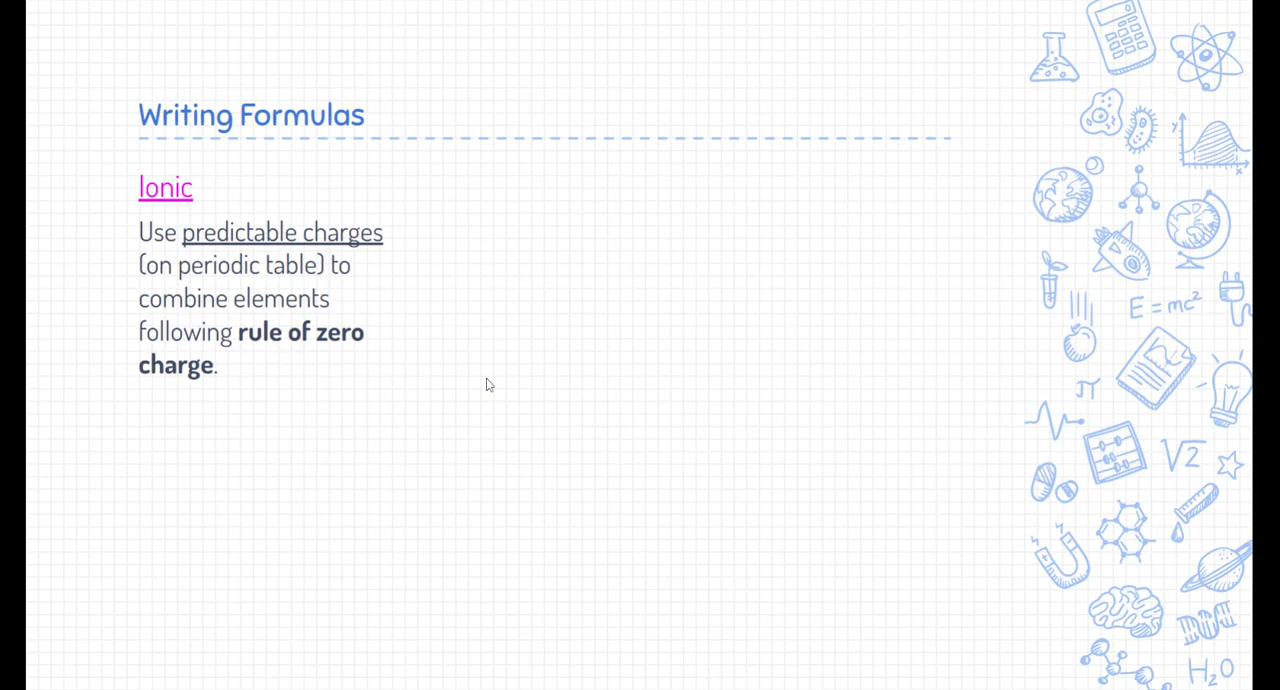 Writing Formulas
Ionic
Use predictable charges
(on periodic table) to
combine elements
following rule of zero
charge.
y
x
E=mc²
π
√2
H₂O